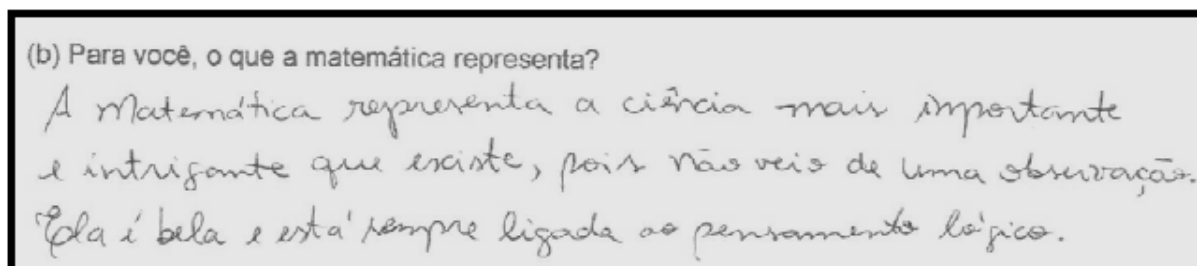 (b) Para você, o que a matemática representa?
A Matemática representa a ciência mais importante
e intrigante que existe, pois não veio de uma observação.
Ela é bela e está sempre ligada ao pensamento lógico.